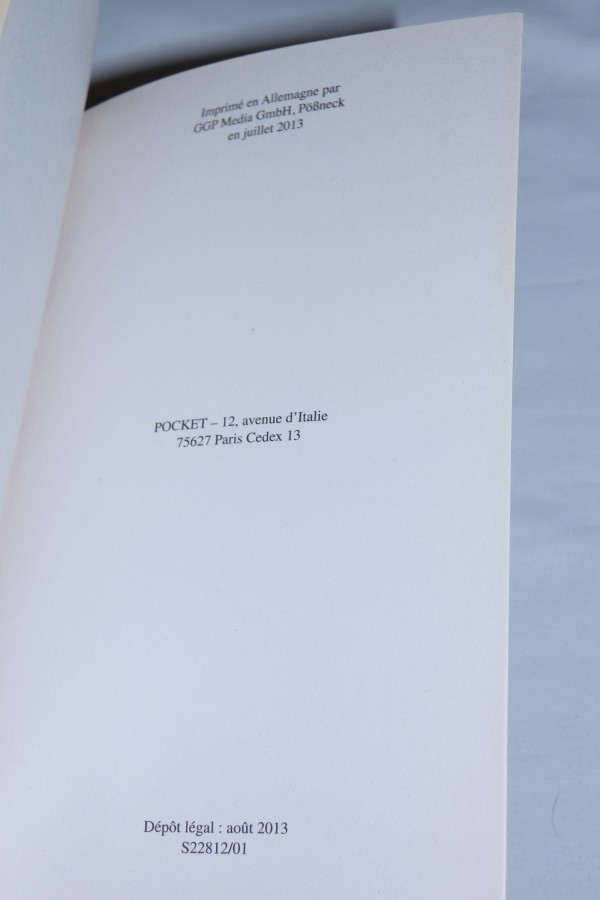 Imprimé en Allemagne par
GGP Media GmbH, Pößneck
en juillet 2013
POCKET – 12, avenue d'Italie
75627 Paris Cedex 13
Dépôt légal : août 2013
S22812/01